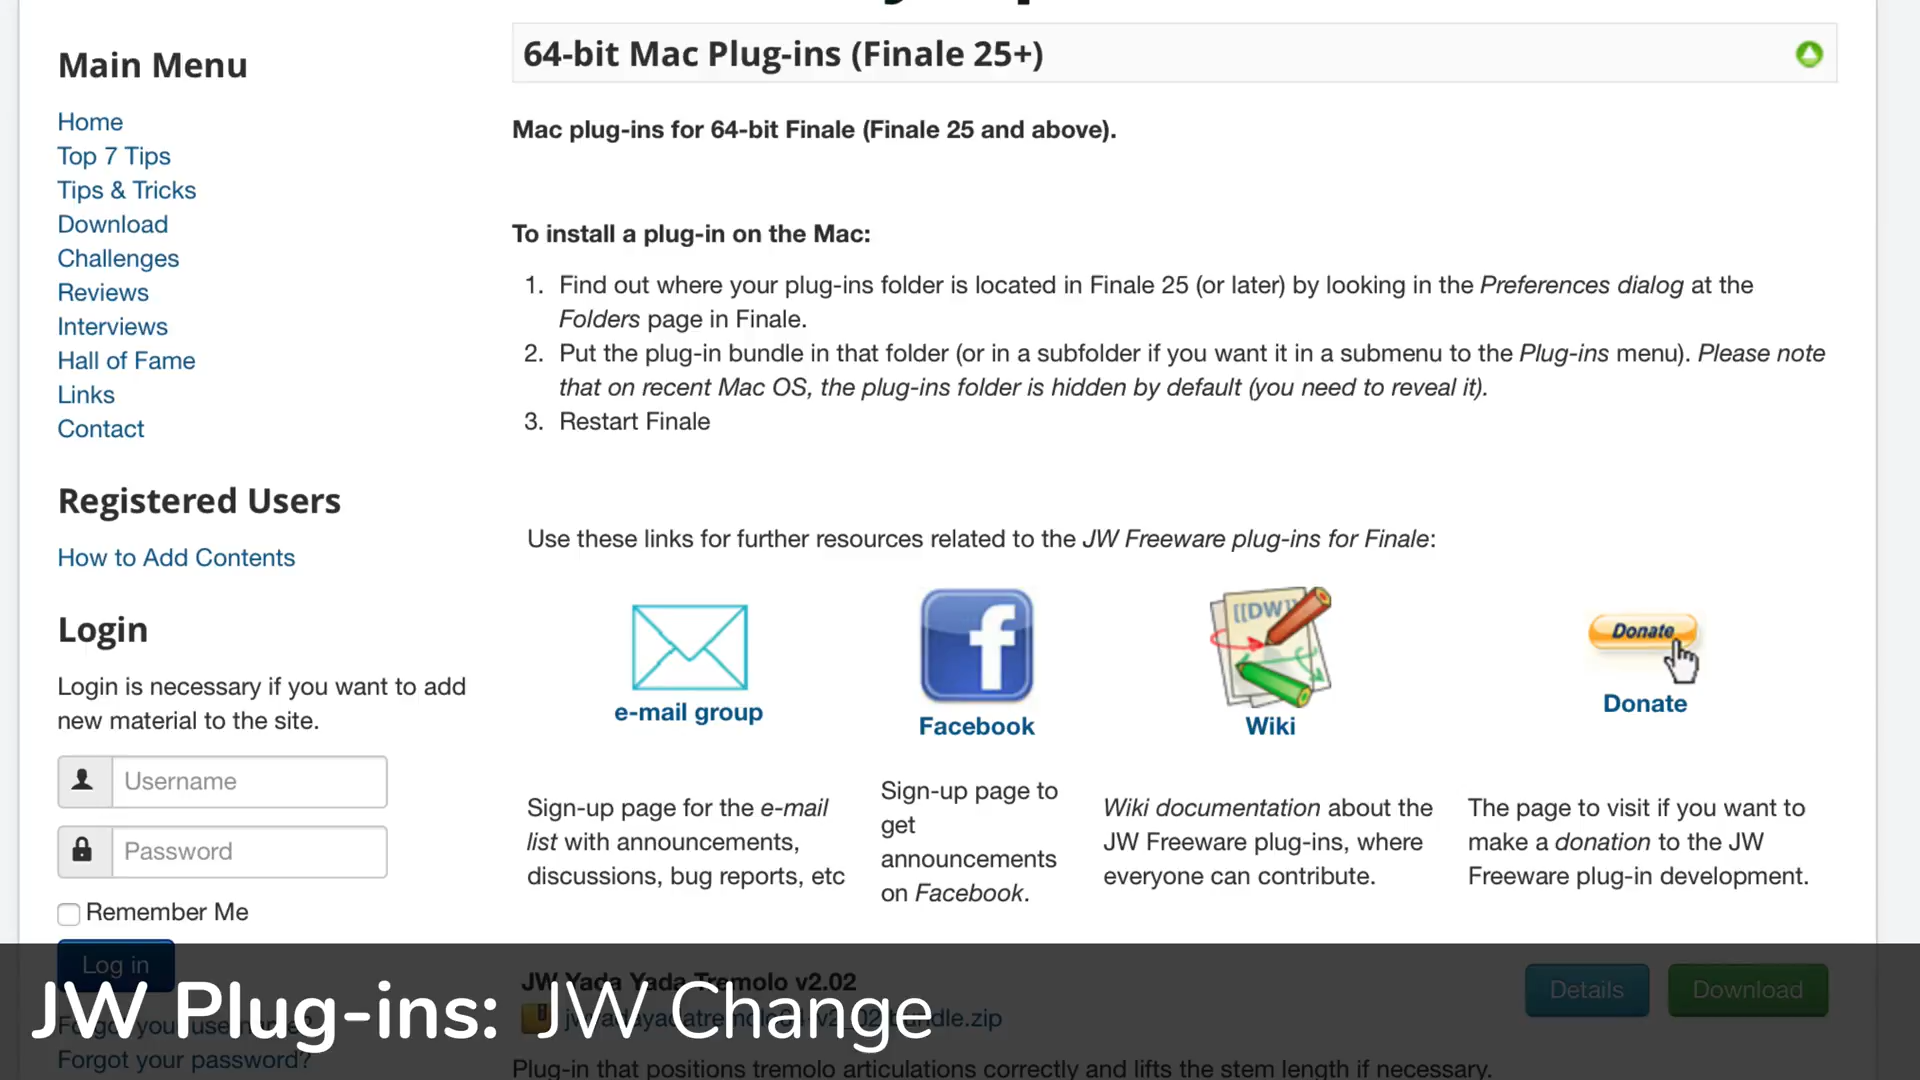 Main Menu
Home
Top 7 Tips
Tips & Tricks
Download
Challenges
Reviews
Interviews
Hall of Fame
Links
Contact
Registered Users
How to Add Contents
Login
Login is necessary if you want to add
new material to the site.
Username
Password
Remember Me
Log in
Forgot your username?
Forgot your password?
64-bit Mac Plug-ins (Finale 25+)
Mac plug-ins for 64-bit Finale (Finale 25 and above).
To install a plug-in on the Mac:
1. Find out where your plug-ins folder is located in Finale 25 (or later) by looking in the Preferences dialog at the
Folders page in Finale.
2. Put the plug-in bundle in that folder (or in a subfolder if you want it in a submenu to the Plug-ins menu). Please note
that on recent Mac OS, the plug-ins folder is hidden by default (you need to reveal it).
3. Restart Finale
Use these links for further resources related to the JW Freeware plug-ins for Finale:
e-mail group
Sign-up page for the e-mail
list with announcements,
discussions, bug reports, etc
Facebook
Sign-up page to
get
announcements
on Facebook.
[[DW]]
Wiki
Wiki documentation about the
JW Freeware plug-ins, where
everyone can contribute.
Donate
Donate
The page to visit if you want to
make a donation to the JW
Freeware plug-in development.
JW Yada Yada Tremolo v2.02
Details
Download
Plug-in that positions tremolo articulations correctly and lifts the stem length if necessary.
JW Plug-ins: JW Change